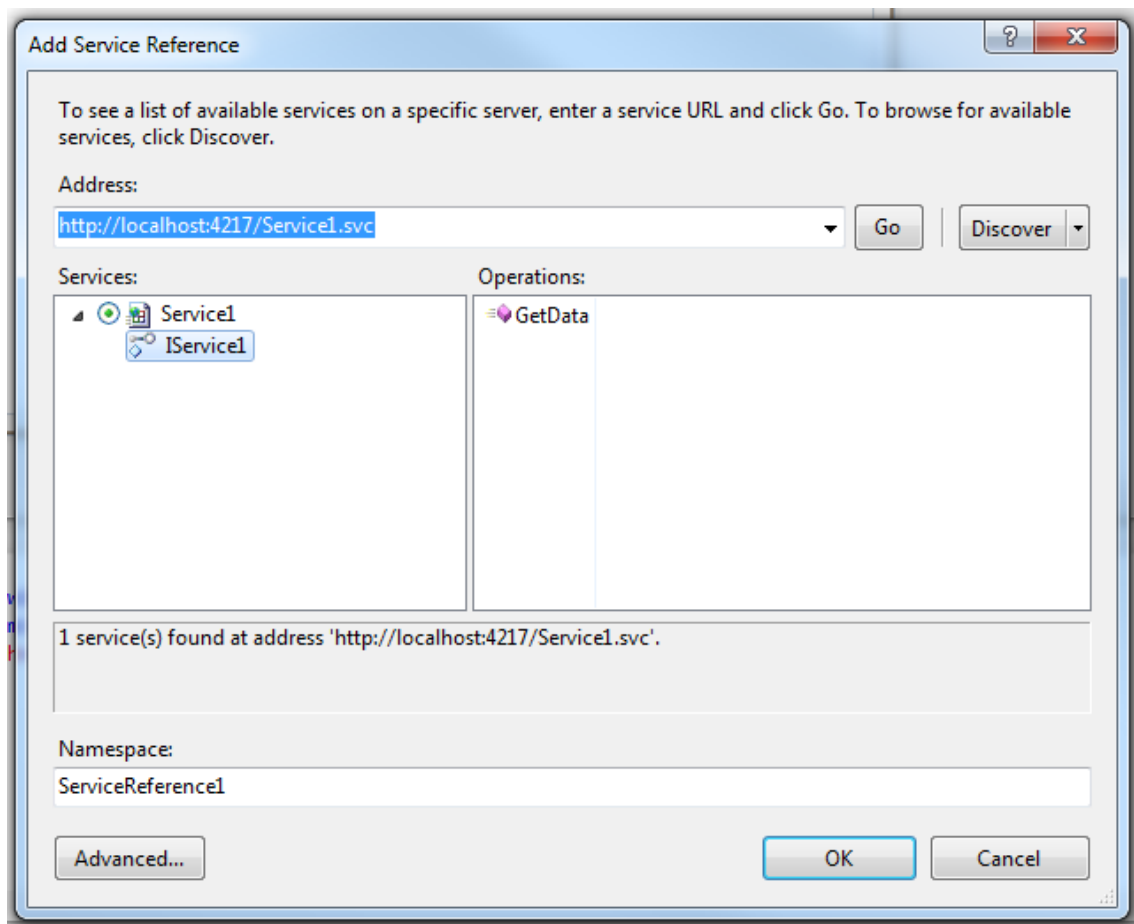 Add Service Reference
To see a list of available services on a specific server, enter a service URL and click Go. To browse for available
services, click Discover.
Address:
http://localhost:4217/Service1.svc
Go
Discover
Services:
Operations:
Service1
IService1
GetData
1 service(s) found at address 'http://localhost:4217/Service1.svc'.
Namespace:
ServiceReference1
Advanced...
OK
Cancel